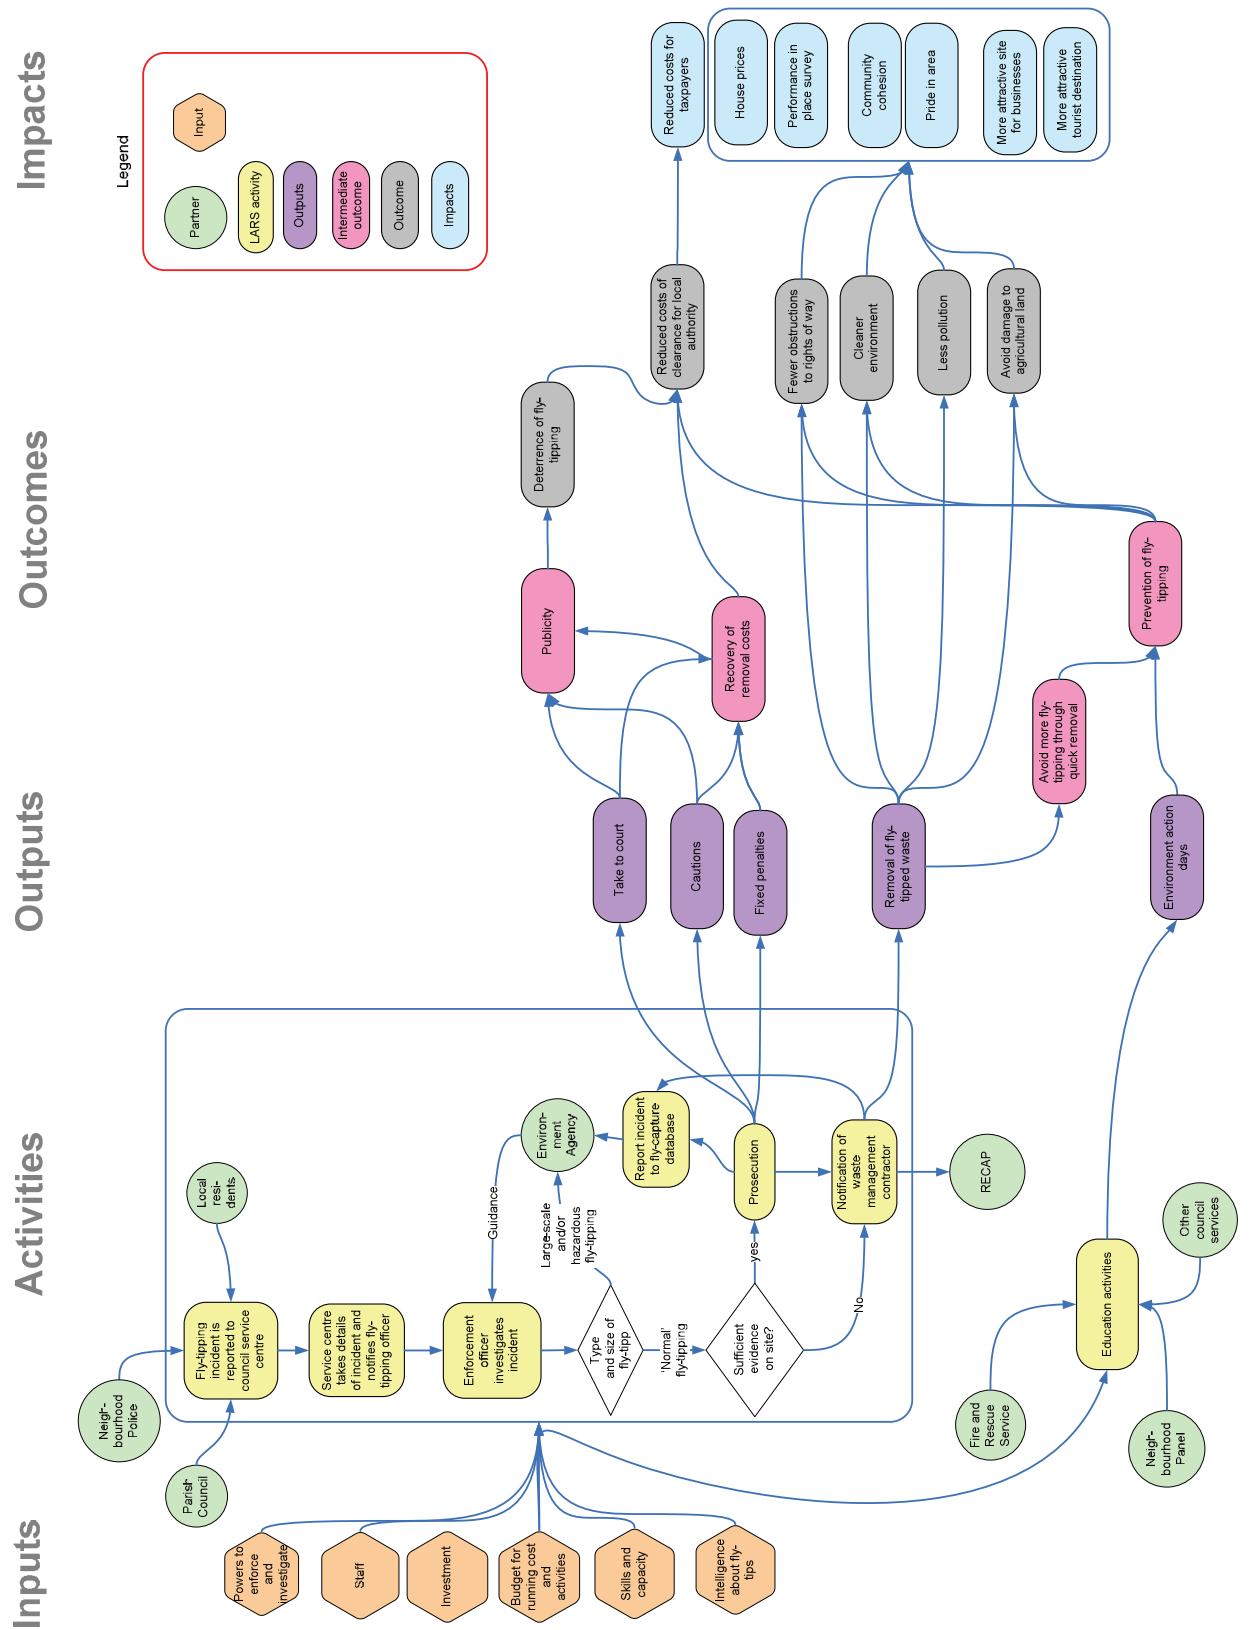 Inputs
Activities
Outputs
Outcomes
Impacts
Legend
Partner
Input
LARS activity
Outputs
Intermediate
outcome
Outcome
Impacts
Powers to
enforce
and
investigate
Staff
Investment
Budget for
running cost
and
activities
Skills and
capacity
Intelligence
about fly-
tips
Parish
Council
Neigh-
bourhood
Police
Local
resi-
dents
Fly-tipping
incident is
reported to
council service
centre
Service centre
takes details
of incident and
notifies fly-
tipping officer
Enforcement
officer
investigates
incident
Guidance
Type
and size of
fly-tipp
Large-scale
and/or
hazardous
fly-tipping
Environ-
ment
Agency
'Normal'
fly-tipping
Report incident
to fly-capture
database
Sufficient
evidence
on site?
yes
Prosecution
No
Notification of
waste
management
contractor
RECAP
Fire and
Rescue
Service
Neigh-
bourhood
Panel
Other
council
services
Education activities
Take to court
Cautions
Fixed penalties
Removal of fly-
tipped waste
Environment action
days
Publicity
Recovery of
removal costs
Avoid more fly-
tipping through
quick removal
Prevention of fly-
tipping
Deterrence of fly-
tipping
Reduced costs of
clearance for local
authority
Fewer obstructions
to rights of way
Cleaner
environment
Less pollution
Avoid damage to
agricultural land
Reduced costs for
taxpayers
House prices
Performance in
place survey
Community
cohesion
Pride in area
More attractive site
for businesses
More attractive
tourist destination